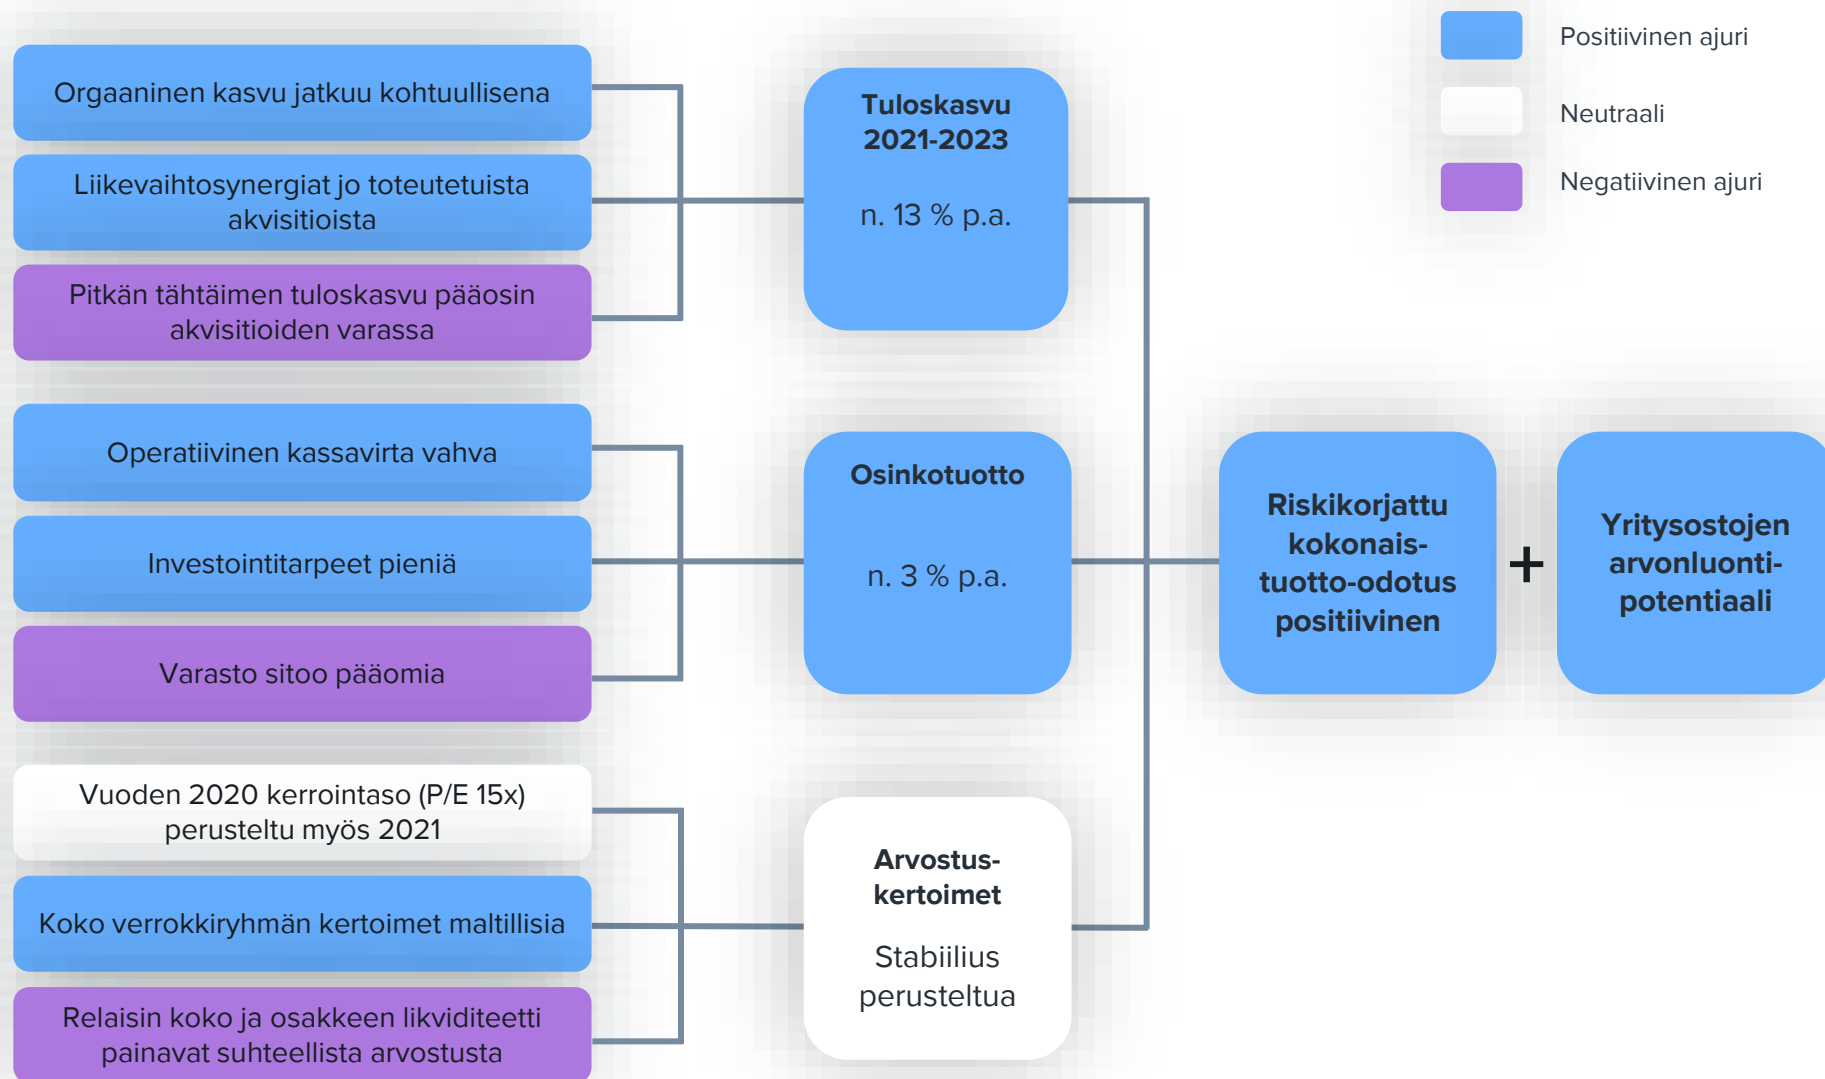 Positiivinen ajuri
Neutraali
Negatiivinen ajuri
Orgaaninen kasvu jatkuu kohtuullisena
Liikevaihtosynergiat jo toteutetuista
akvisitioista
Pitkän tähtäimen tuloskasvu pääosin
akvisitioiden varassa
Tuloskasvu
2021-2023
n. 13 % p.a.
Operatiivinen kassavirta vahva
Investointitarpeet pieniä
Varasto sitoo pääomia
Osinkotuotto
n. 3 % p.a.
Vuoden 2020 kerrointaso (P/E 15x)
perusteltu myös 2021
Koko verrokkiryhmän kertoimet maltillisia
Relaisin koko ja osakkeen likviditeetti
painavat suhteellista arvostusta
Arvostus-
kertoimet
Stabiilius
perusteltua
Riskikorjattu
kokonais-
tuotto-odotus
positiivinen
+
Yritysostojen
arvonluonti-
potentiaali